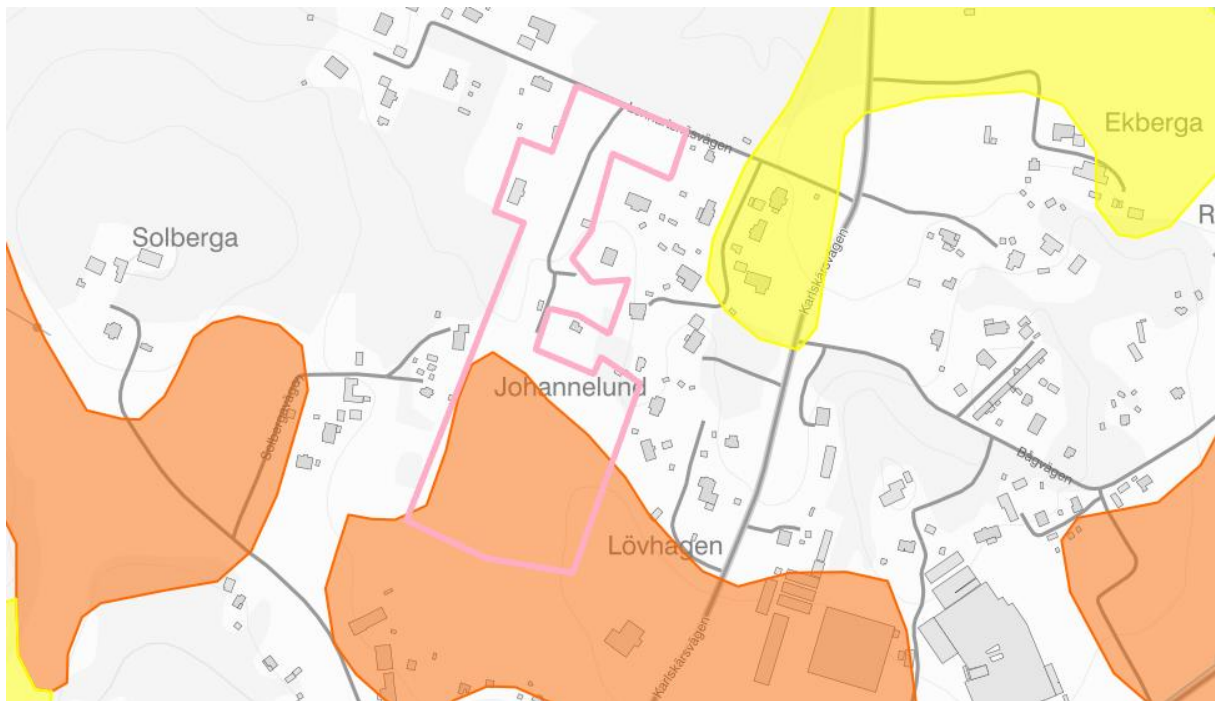 Ekberga
R
Solberga
Karlskärsvägen
Johannelund
Solbergavägen
Bågvägen
Lövhagen
Karlskärsvägen